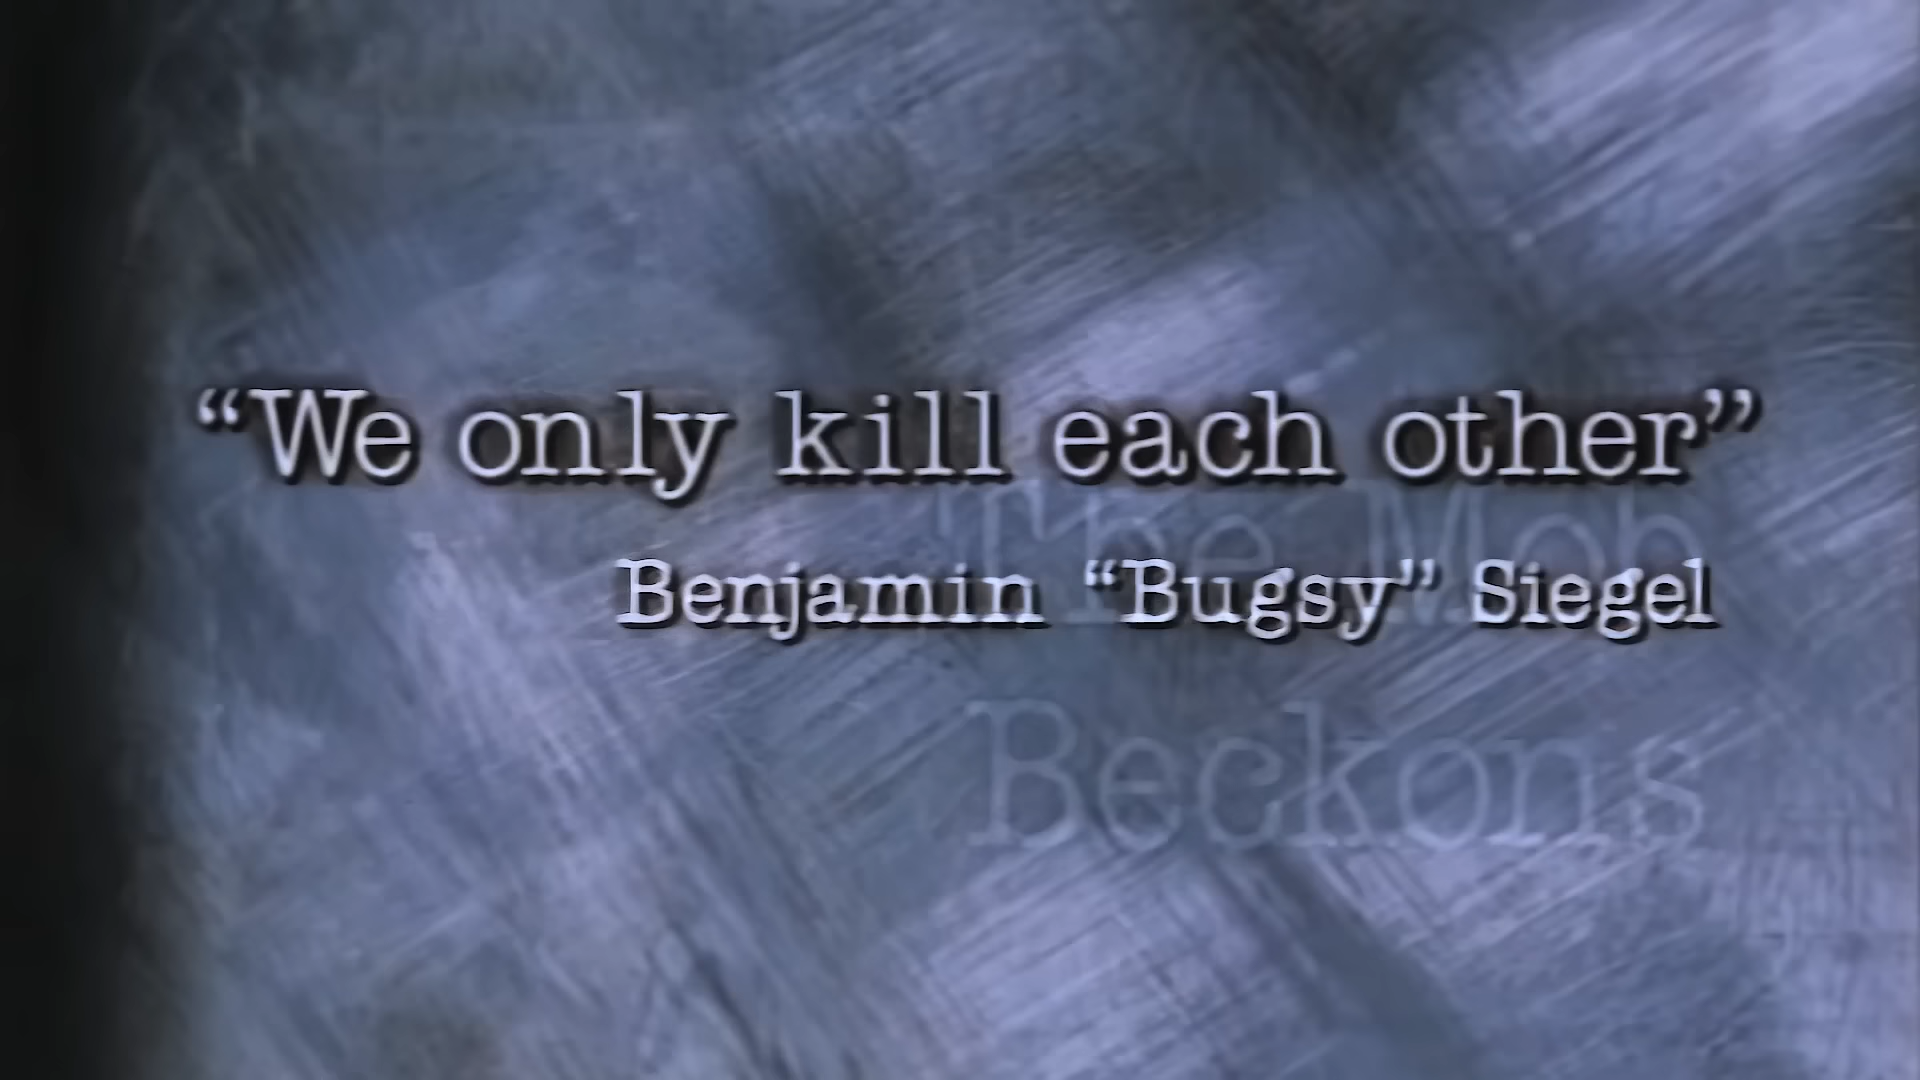 “We only kill each other”
The Mob
Benjamin “Bugsy” Siegel
Beckons